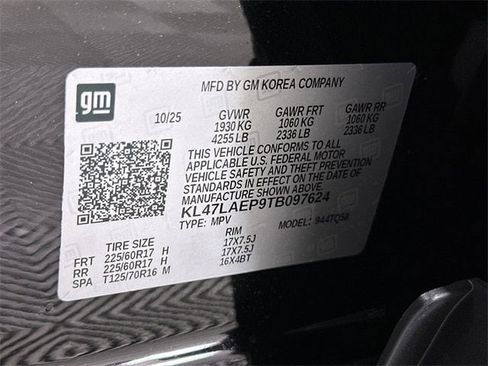 gm
MFD BY GM KOREA COMPANY
10/25 GVWR GAWR FRT GAWR RR
1930 KG 1060 KG 1060 KG
4255 LB 2336 LB 2336 LB
THIS VEHICLE CONFORMS TO ALL
APPLICABLE U.S. FEDERAL MOTOR
VEHICLE SAFETY AND THEFT PREVENTION
STANDARDS IN EFFECT ON THE DATE OF
MANUFACTURE SHOWN ABOVE.
KL47LAEP9TB097624
TYPE: MPV MODEL: 944TQ58
TIRE SIZE RIM
FRT 225/60R17 H 17X7.5J
RR 225/60R17 H 17X7.5J
SPA T125/70R16 M 16X4BT